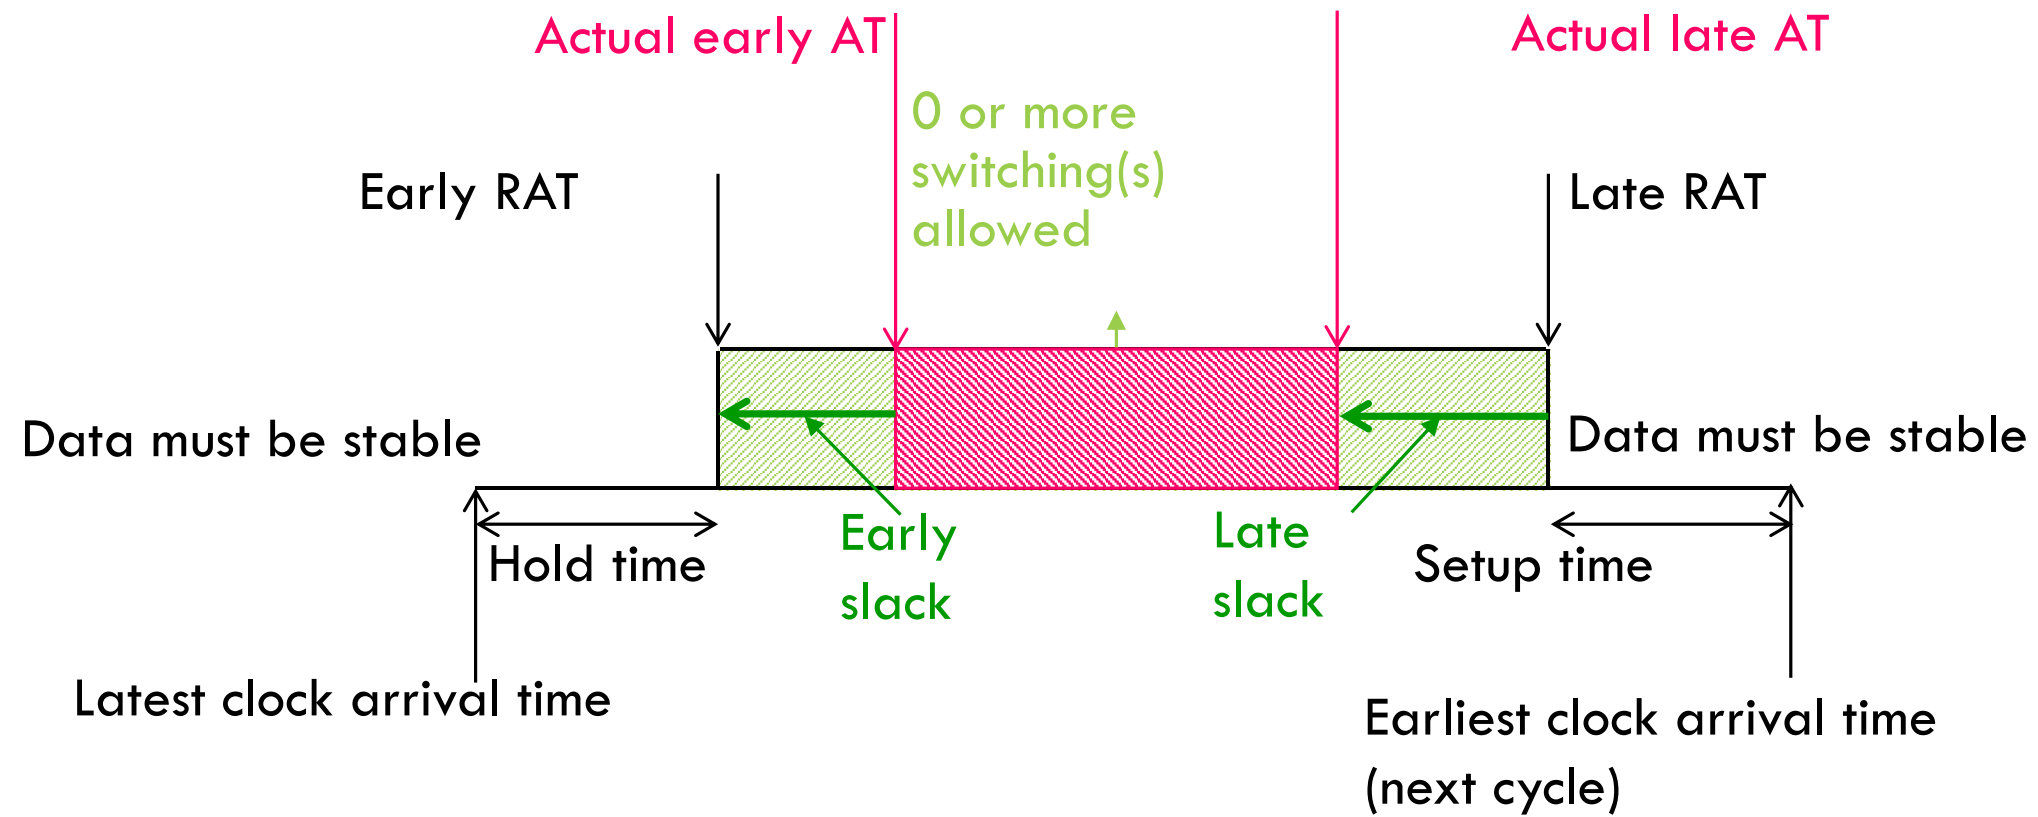 Actual early AT
Actual late AT
0 or more
switching(s)
allowed
Early RAT
Late RAT
Data must be stable
Data must be stable
Early
slack
Late
slack
Hold time
Setup time
Latest clock arrival time
Earliest clock arrival time
(next cycle)